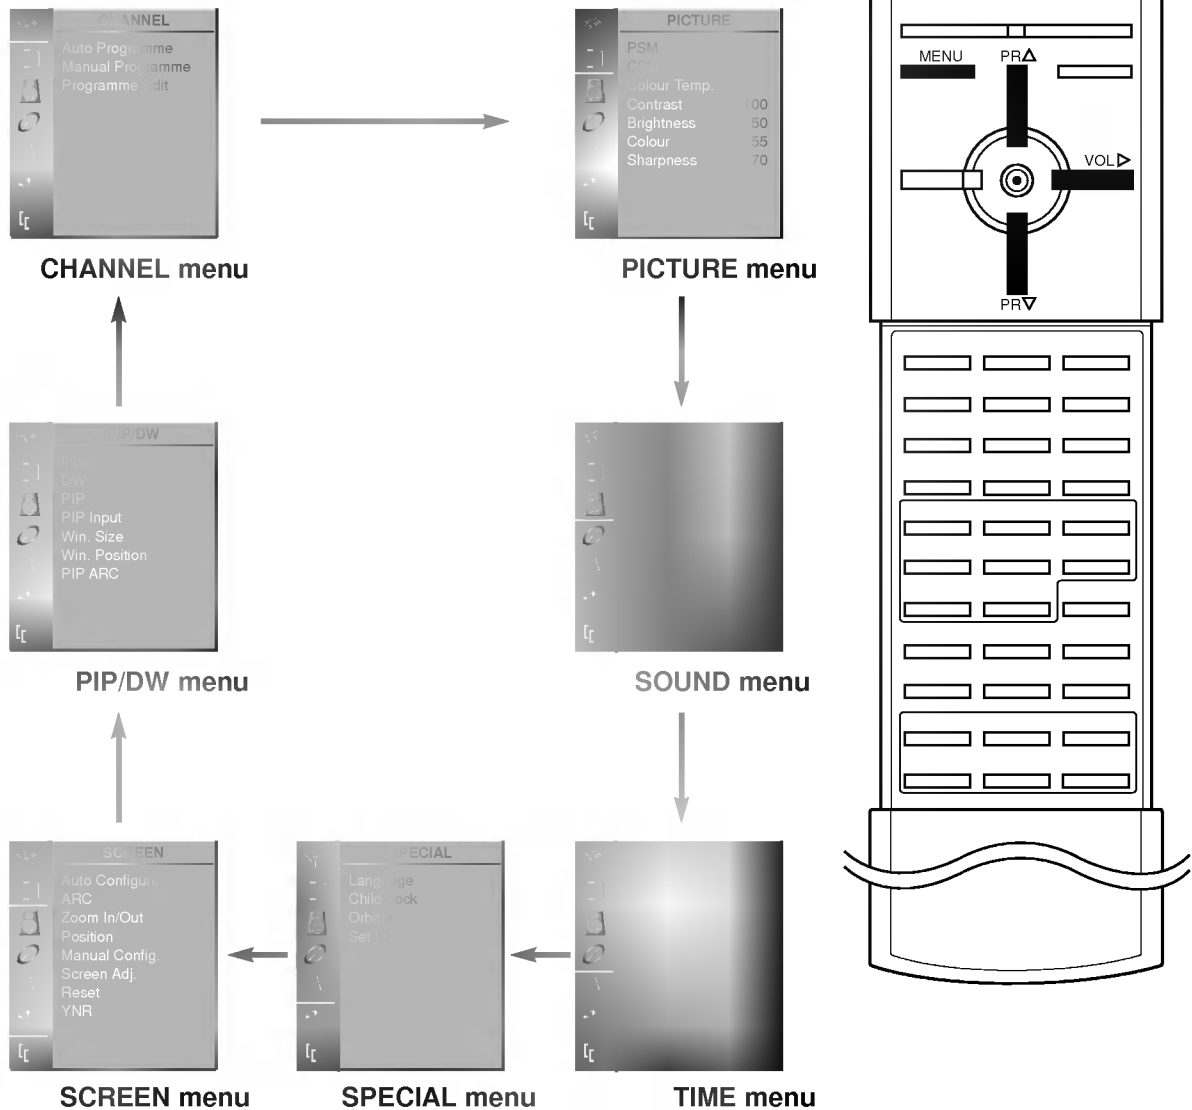 CHANNEL
Auto Programme
Manual Programme
Programme Edit
CHANNEL menu
PICTURE
PSM
CSM
Colour Temp.
Contrast 100
Brightness 50
Colour 55
Sharpness 70
PICTURE menu
MENU
PR△
VOL▷
PR▽
PIP/DW
DW
PIP
PIP Input
Win. Size
Win. Position
PIP ARC
PIP/DW menu
SOUND menu
SCREEN
Auto Configure
ARC
Zoom In/Out
Position
Manual Config.
Screen Adj.
Reset
YNR
SCREEN menu
SPECIAL
Language
Child Lock
SPECIAL menu
TIME menu